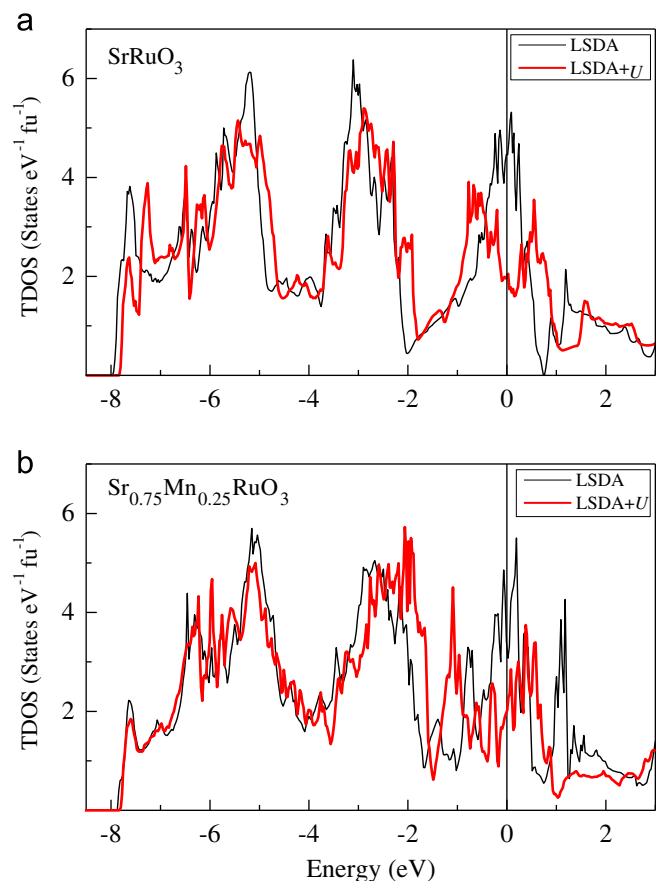 a
SrRuO3
LSDA
LSDA+U
TDOS (States eV-1 fu-1)
6
4
2
-8 -6 -4 -2 0 2
b
Sr0.75Mn0.25RuO3
LSDA
LSDA+U
TDOS (States eV-1 fu-1)
6
4
2
-8 -6 -4 -2 0 2
Energy (eV)